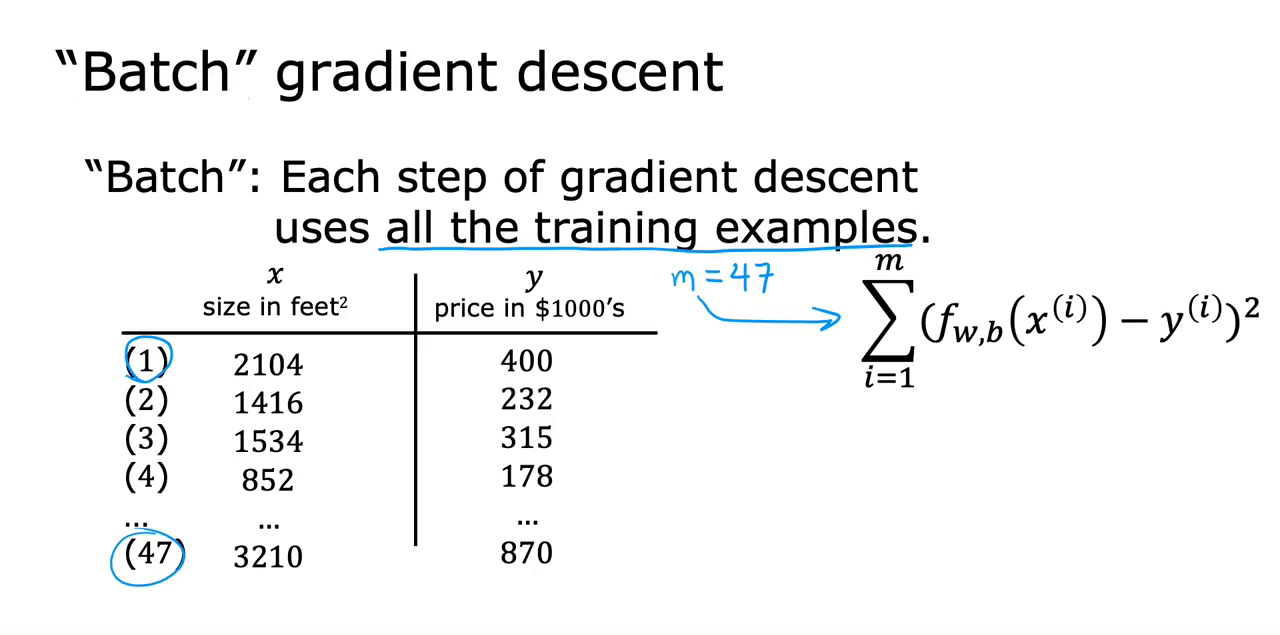 “Batch” gradient descent
“Batch”: Each step of gradient descent
uses all the training examples.
x y m = 47
size in feet² price in $1000’s
∑ᵢ₌₁ᵐ (f_w,b(x⁽ⁱ⁾) − y⁽ⁱ⁾)²
(1) 2104 400
(2) 1416 232
(3) 1534 315
(4) 852 178
... ... ...
(47) 3210 870